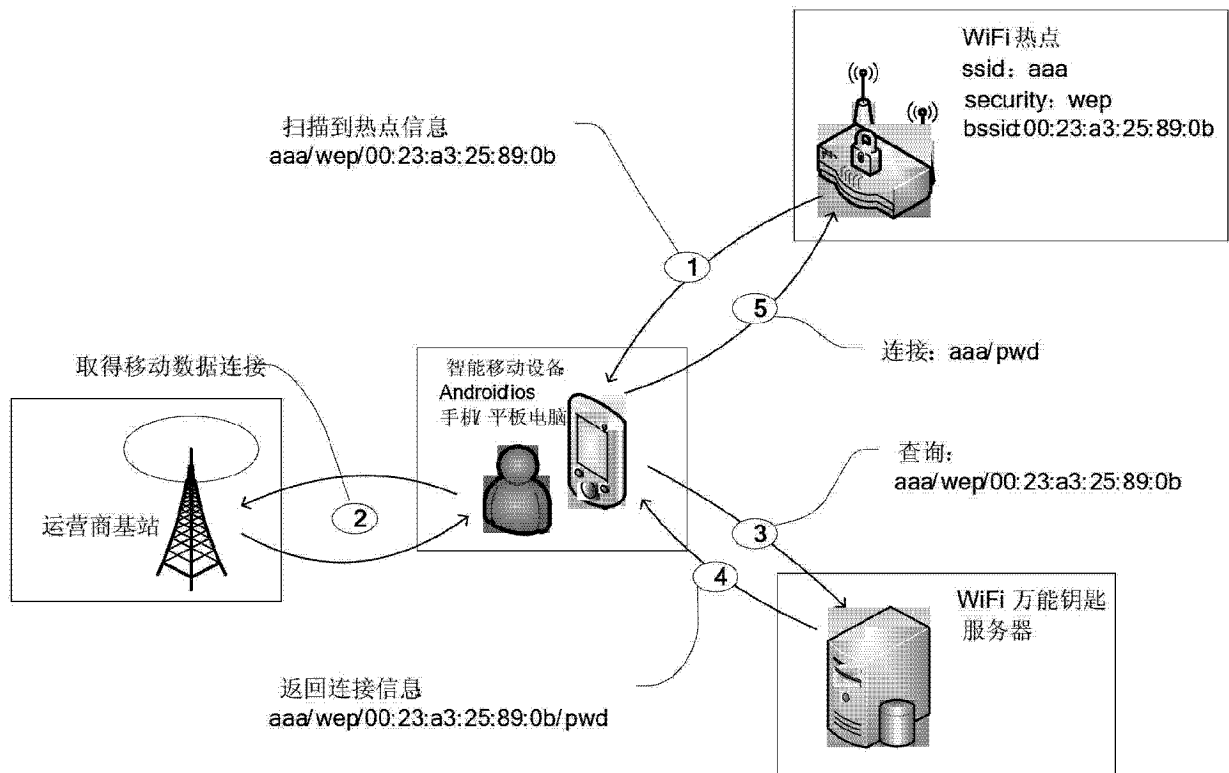 WiFi 热点
ssid：aaa
security：wep
bssid:00:23:a3:25:89:0b
扫描到热点信息
aaa/wep/00:23:a3:25:89:0b
1
5
连接：aaa/pwd
取得移动数据连接
智能移动设备
Android/ios
手机/ 平板电脑
运营商基站
2
查询：
aaa/wep/00:23:a3:25:89:0b
3
4
WiFi 万能钥匙
服务器
返回连接信息
aaa/wep/00:23:a3:25:89:0b/pwd